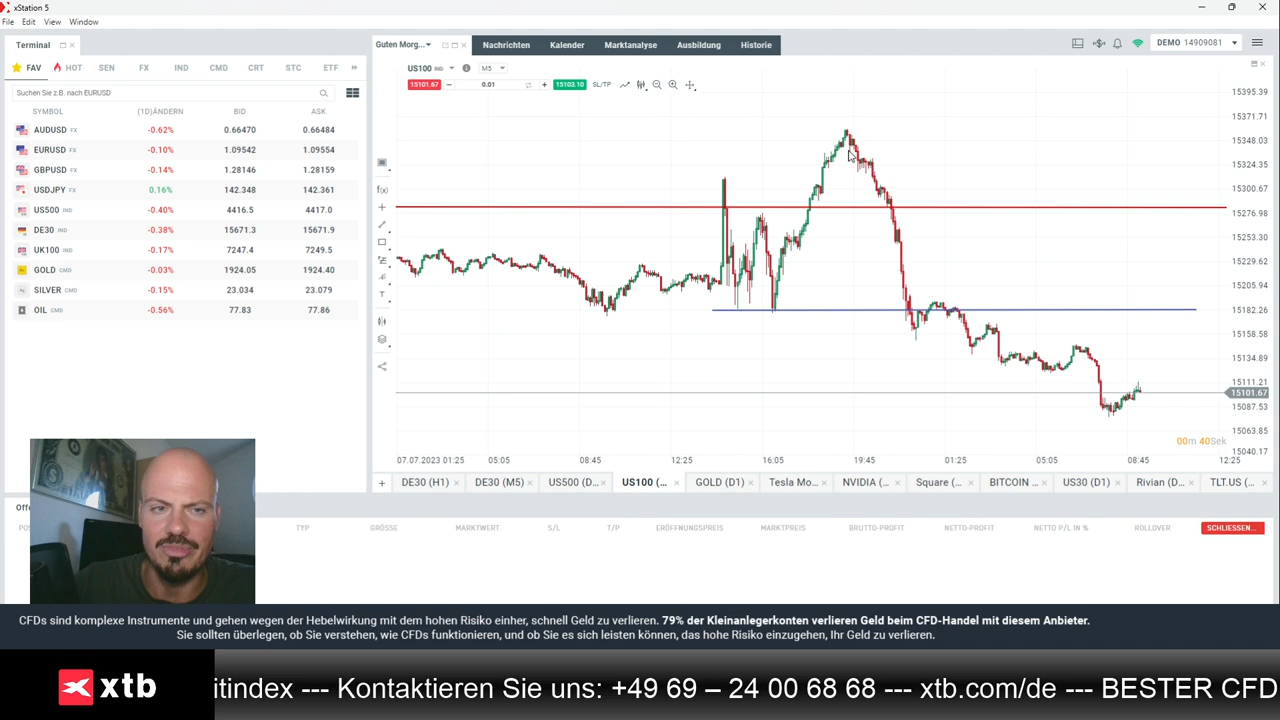 xStation 5
File Edit View Window
Terminal
FAV HOT SEN FX IND CMD CRT STC ETF
Suchen Sie z.B. nach EURUSD
SYMBOL (1D)ÄNDERN BID ASK
AUDUSD FX -0.62% 0.66470 0.66484
EURUSD FX -0.10% 1.09542 1.09554
GBPUSD FX -0.14% 1.28146 1.28159
USDJPY FX 0.16% 142.348 142.361
US500 IND -0.40% 4416.5 4417.0
DE30 IND -0.38% 15671.3 15671.9
UK100 IND -0.17% 7247.4 7249.5
GOLD CMD -0.03% 1924.05 1924.40
SILVER CMD -0.15% 23.034 23.079
OIL CMD -0.56% 77.83 77.86
Guten Morg... Nachrichten Kalender Marktanalyse Ausbildung Historie
DEMO 14909081
US100 IND M5
15101.67 0.01 15103.10 SL/TP
15395.39
15371.71
15348.03
15324.35
15300.67
15276.98
15253.30
15229.62
15205.94
15182.26
15158.58
15134.89
15111.21
15101.67
15087.53
15063.85
15040.17
00m 40Sek
07.07.2023 01:25 05:05 08:45 12:25 16:05 19:45 01:25 05:05 08:45 12:25
DE30 (H1) DE30 (M5) US500 (D... US100 (... GOLD (D1) Tesla Mo... NVIDIA (... Square (... BITCOIN ... US30 (D1) Rivian (D... TLT.US (...
TYP GRÖSSE MARKTWERT S/L T/P ERÖFFNUNGSPREIS MARKTPREIS BRUTTO-PROFIT NETTO-PROFIT NETTO P/L IN % ROLLOVER SCHLIESSEN...
CFDs sind komplexe Instrumente und gehen wegen der Hebelwirkung mit dem hohen Risiko einher, schnell Geld zu verlieren. 79% der Kleinanlegerkonten verlieren Geld beim CFD-Handel mit diesem Anbieter.
Sie sollten überlegen, ob Sie verstehen, wie CFDs funktionieren, und ob Sie es sich leisten können, das hohe Risiko einzugehen, Ihr Geld zu verlieren.
xtb
itindex --- Kontaktieren Sie uns: +49 69 – 24 00 68 68 --- xtb.com/de --- BESTER CFD